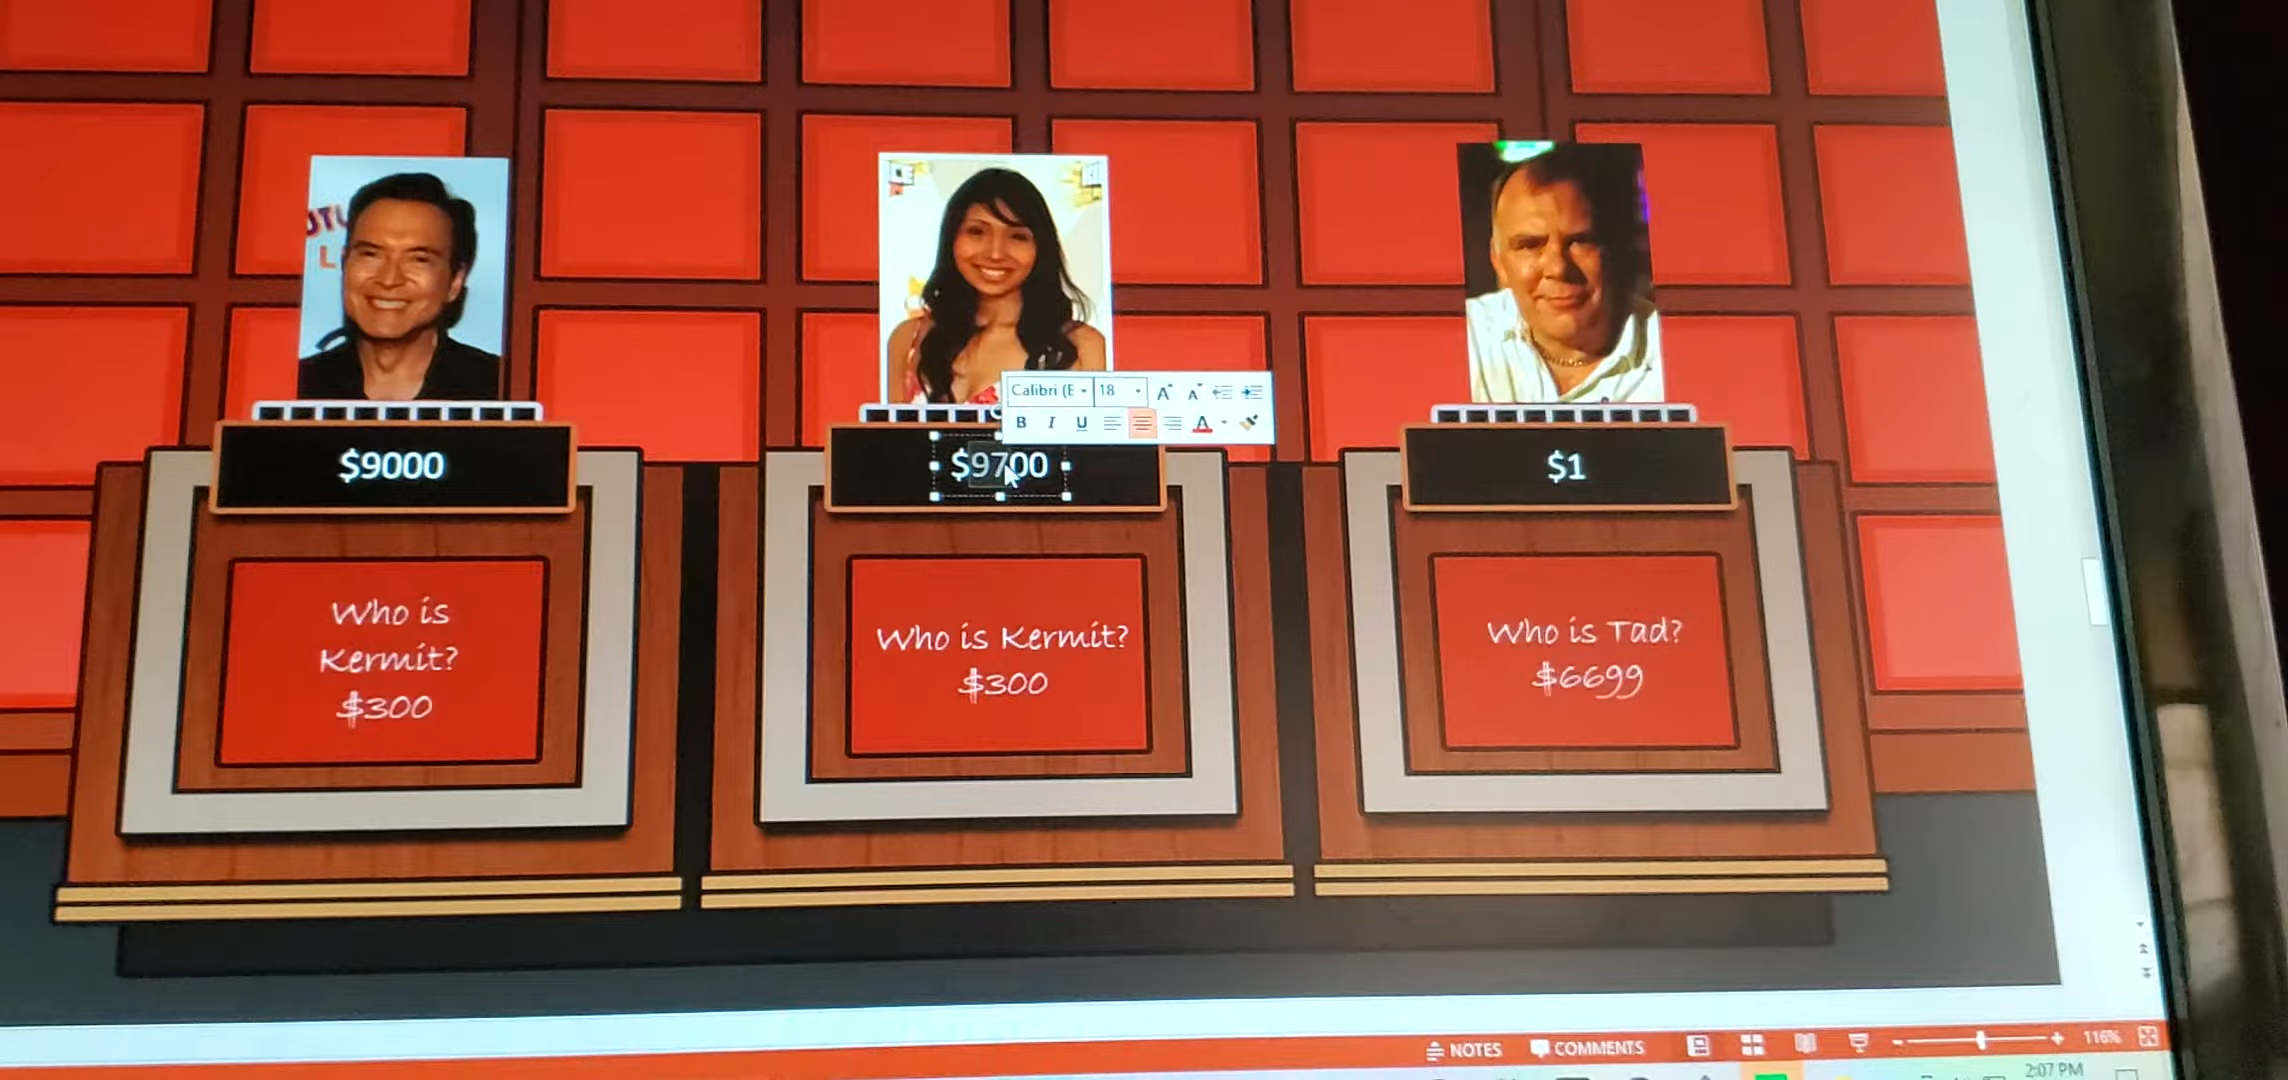 $9000
$9700
$1
Who is
Kermit?
$300
Who is Kermit?
$300
Who is Tad?
$6699
Calibri (E
18
A A
B I U A
NOTES
COMMENTS
116%
2:07 PM